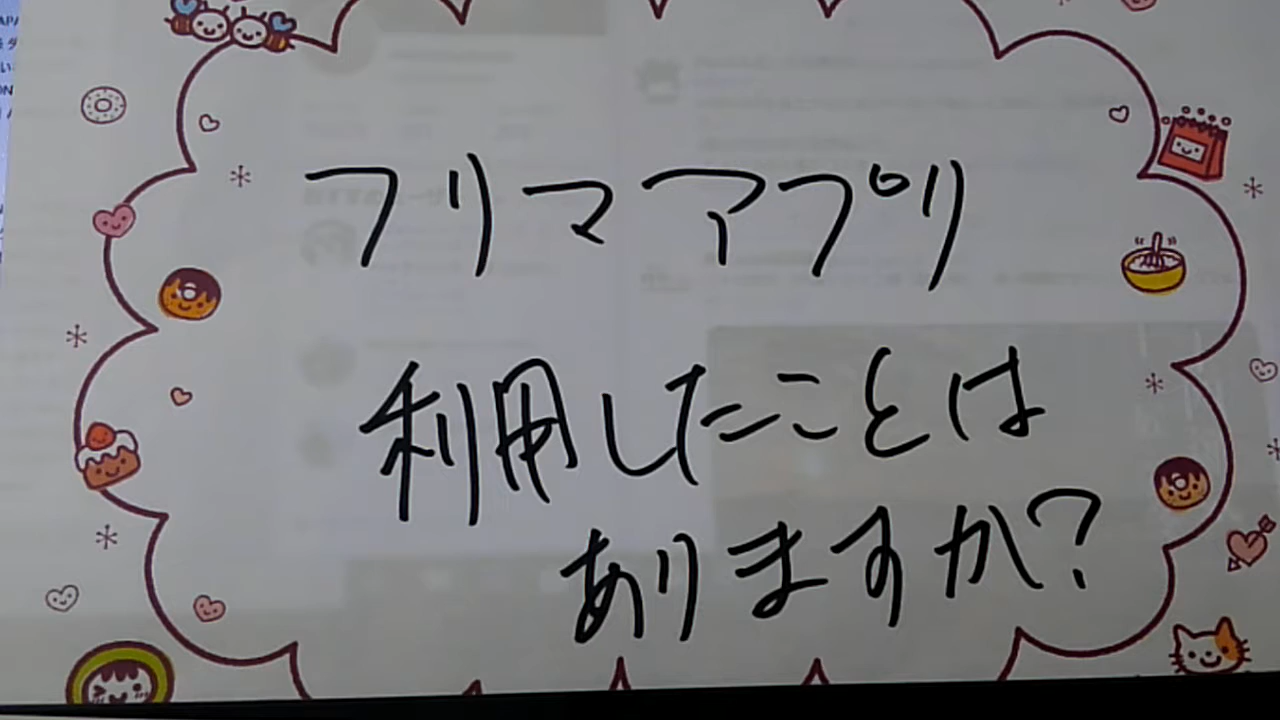 フリマアプリ
利用したことは
ありますか?